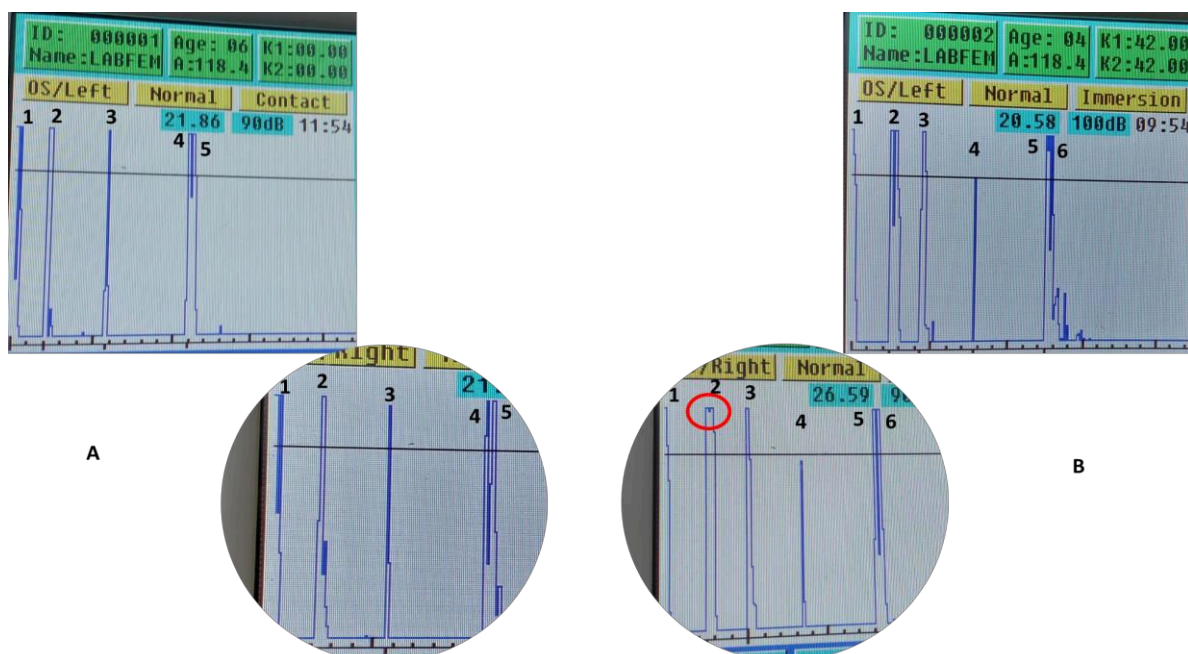 ID: 000001 Age: 06 K1:00.00
Name:LABFEM A:118.4 K2:00.00
OS/Left Normal Contact
21.86 90dB 11:54
1 2 3 4 5
ID: 000002 Age: 04 K1:42.00
Name:LABFEM A:118.4 K2:42.00
OS/Left Normal Immersion
20.58 100dB 09:54
1 2 3 4 5 6
Right
21.
1 2 3 4 5
/Right Normal
26.59 90
1 2 3 4 5 6
A
B